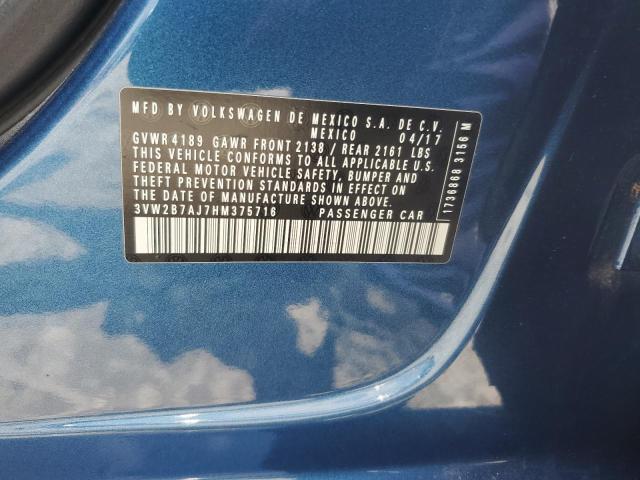 MFD BY VOLKSWAGEN DE MEXICO S.A. DE C.V.
MEXICO 04/17
GVWR 4189 GAWR FRONT 2138 / REAR 2161 LBS
THIS VEHICLE CONFORMS TO ALL APPLICABLE U.S.
FEDERAL MOTOR VEHICLE SAFETY, BUMPER AND
THEFT PREVENTION STANDARDS IN EFFECT ON
THE DATE OF MANUFACTURE SHOWN ABOVE.
3VW2B7AJ7HM375716 PASSENGER CAR
1736868 3156 M